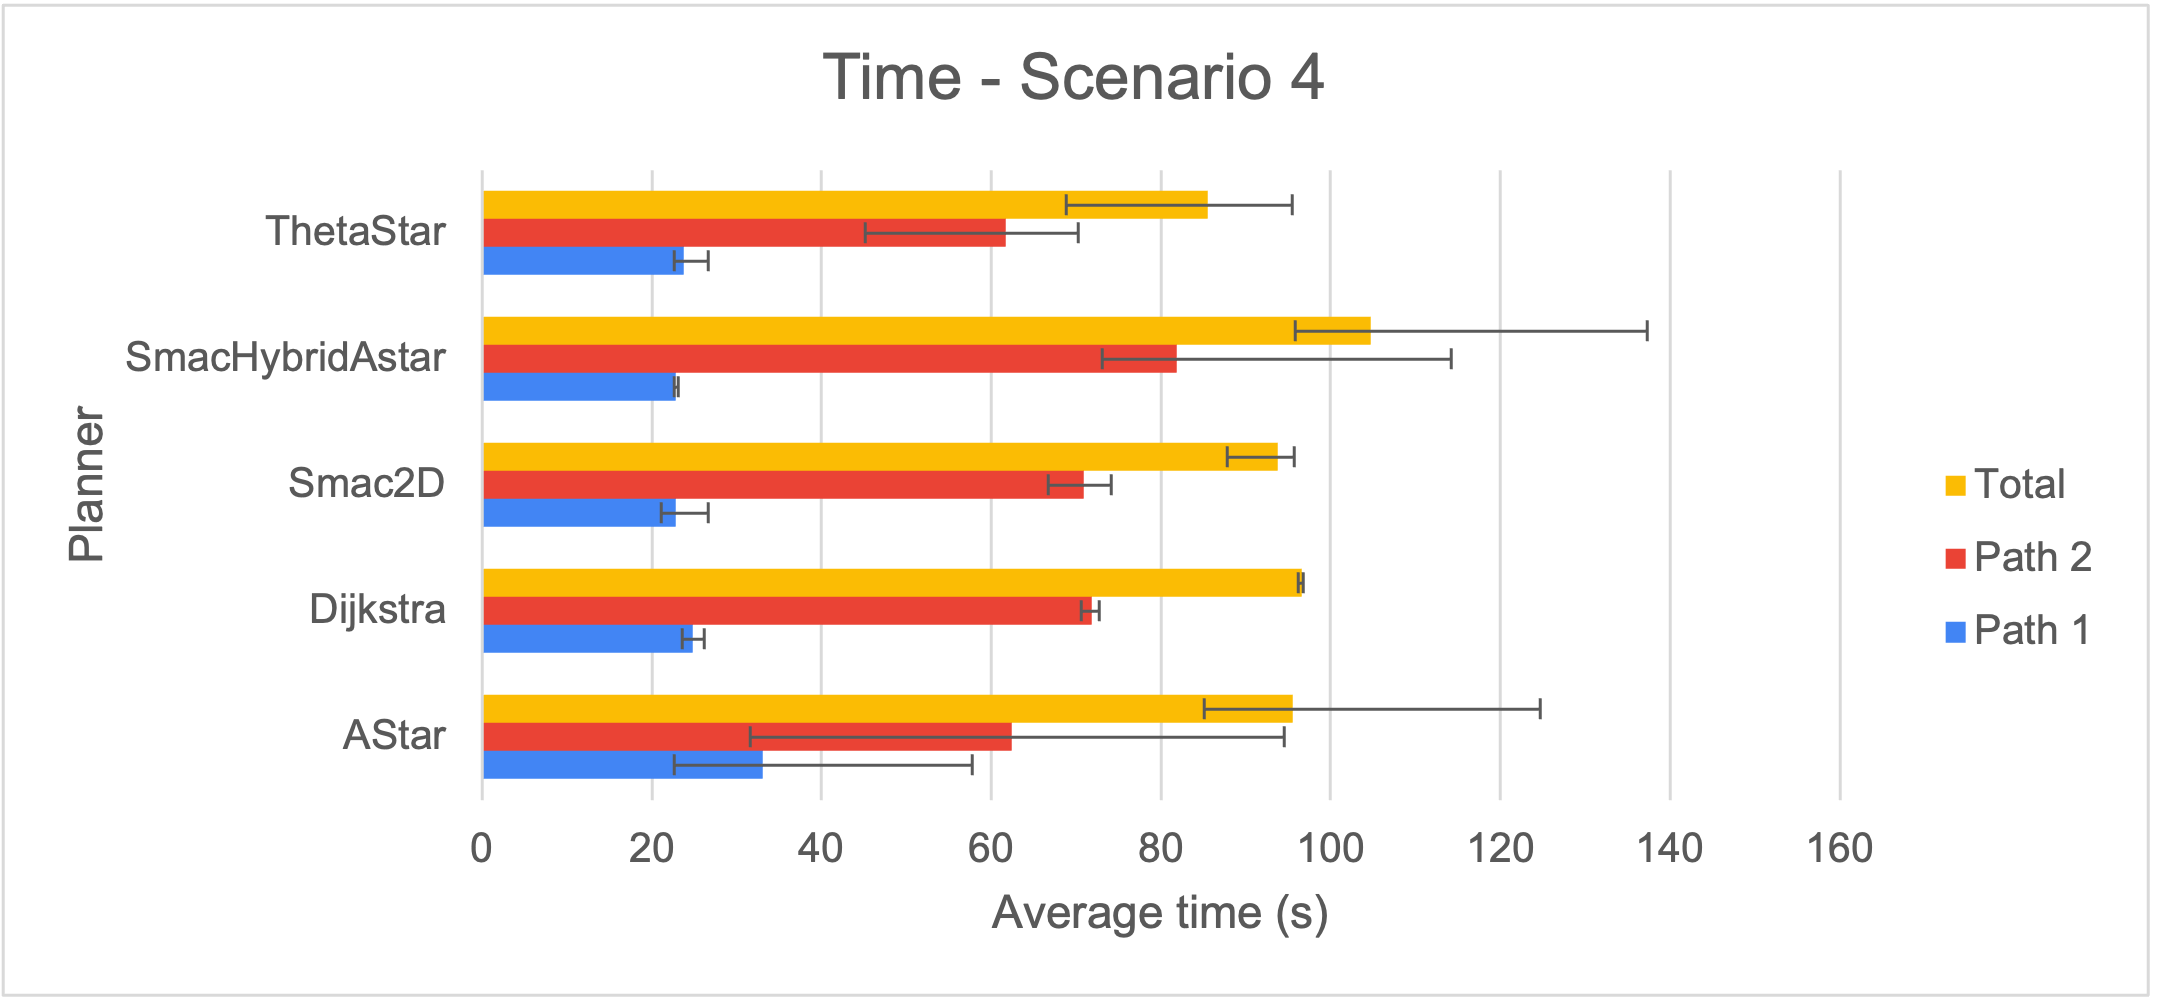 Time - Scenario 4
Planner
ThetaStar
SmacHybridAstar
Smac2D
Dijkstra
AStar
0 20 40 60 80 100 120 140 160
Average time (s)
Total
Path 2
Path 1